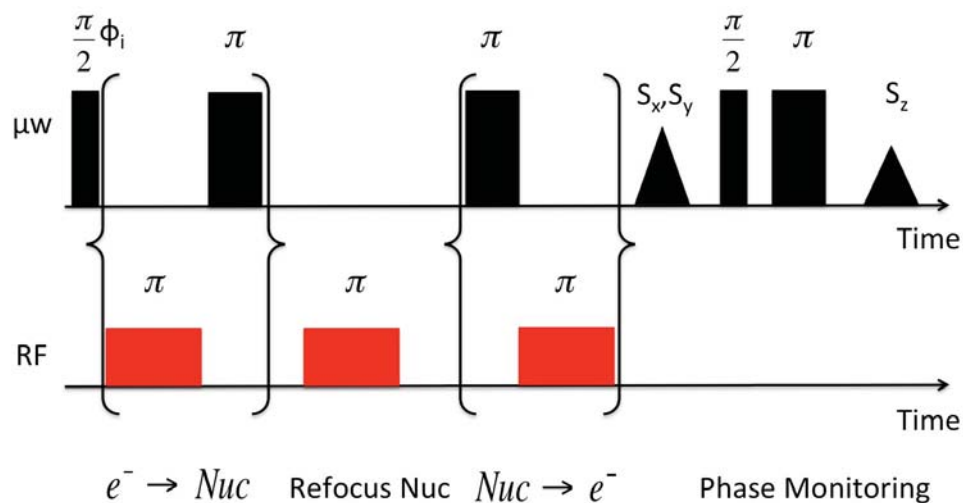 π/2 ϕi π π π/2 π
μw
Sx,Sy Sz
Time
π π π
RF
Time
e⁻ → Nuc Refocus Nuc Nuc → e⁻ Phase Monitoring